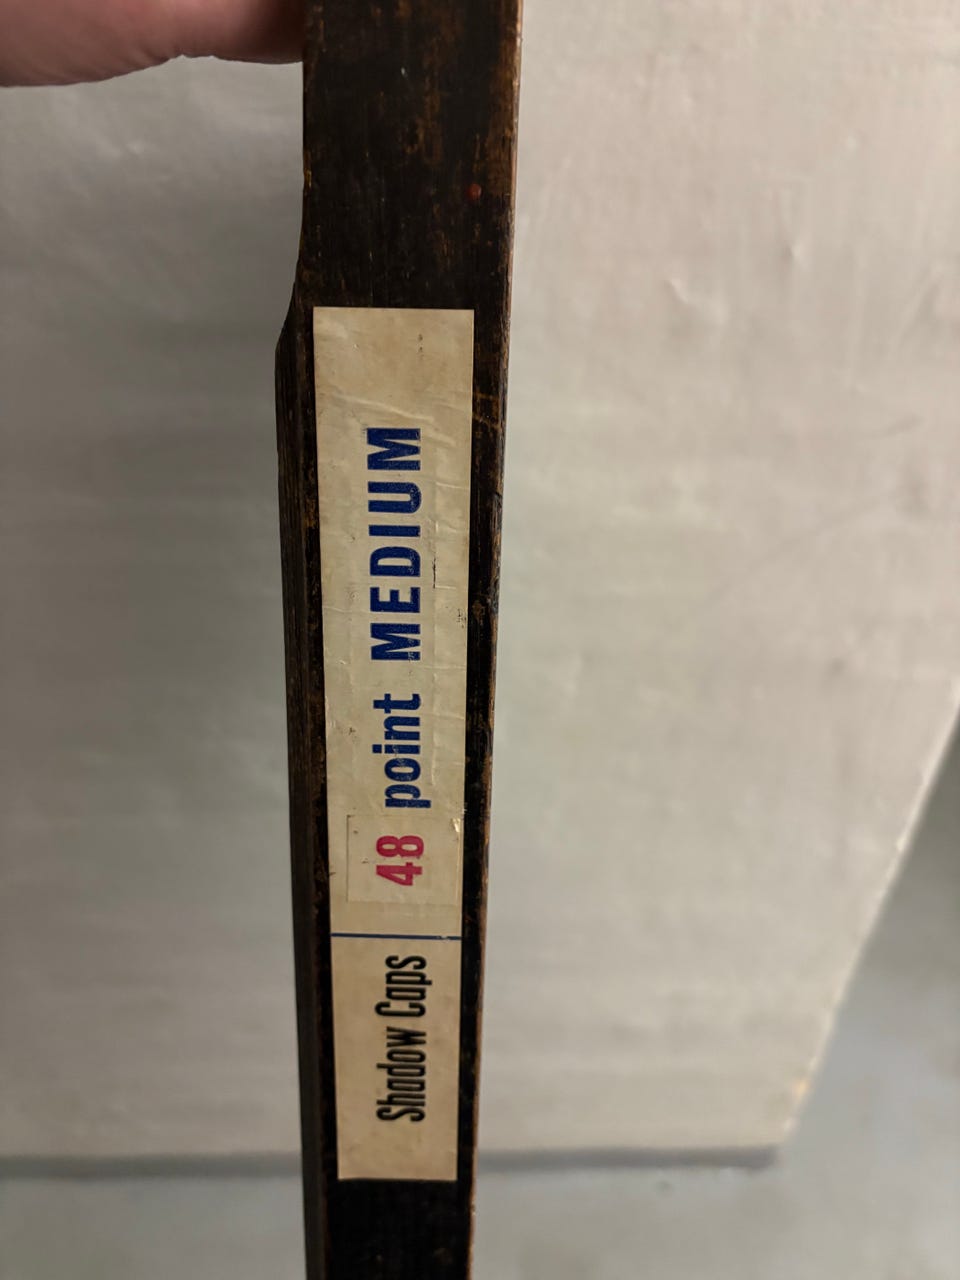 Shadow Caps
48 point MEDIUM